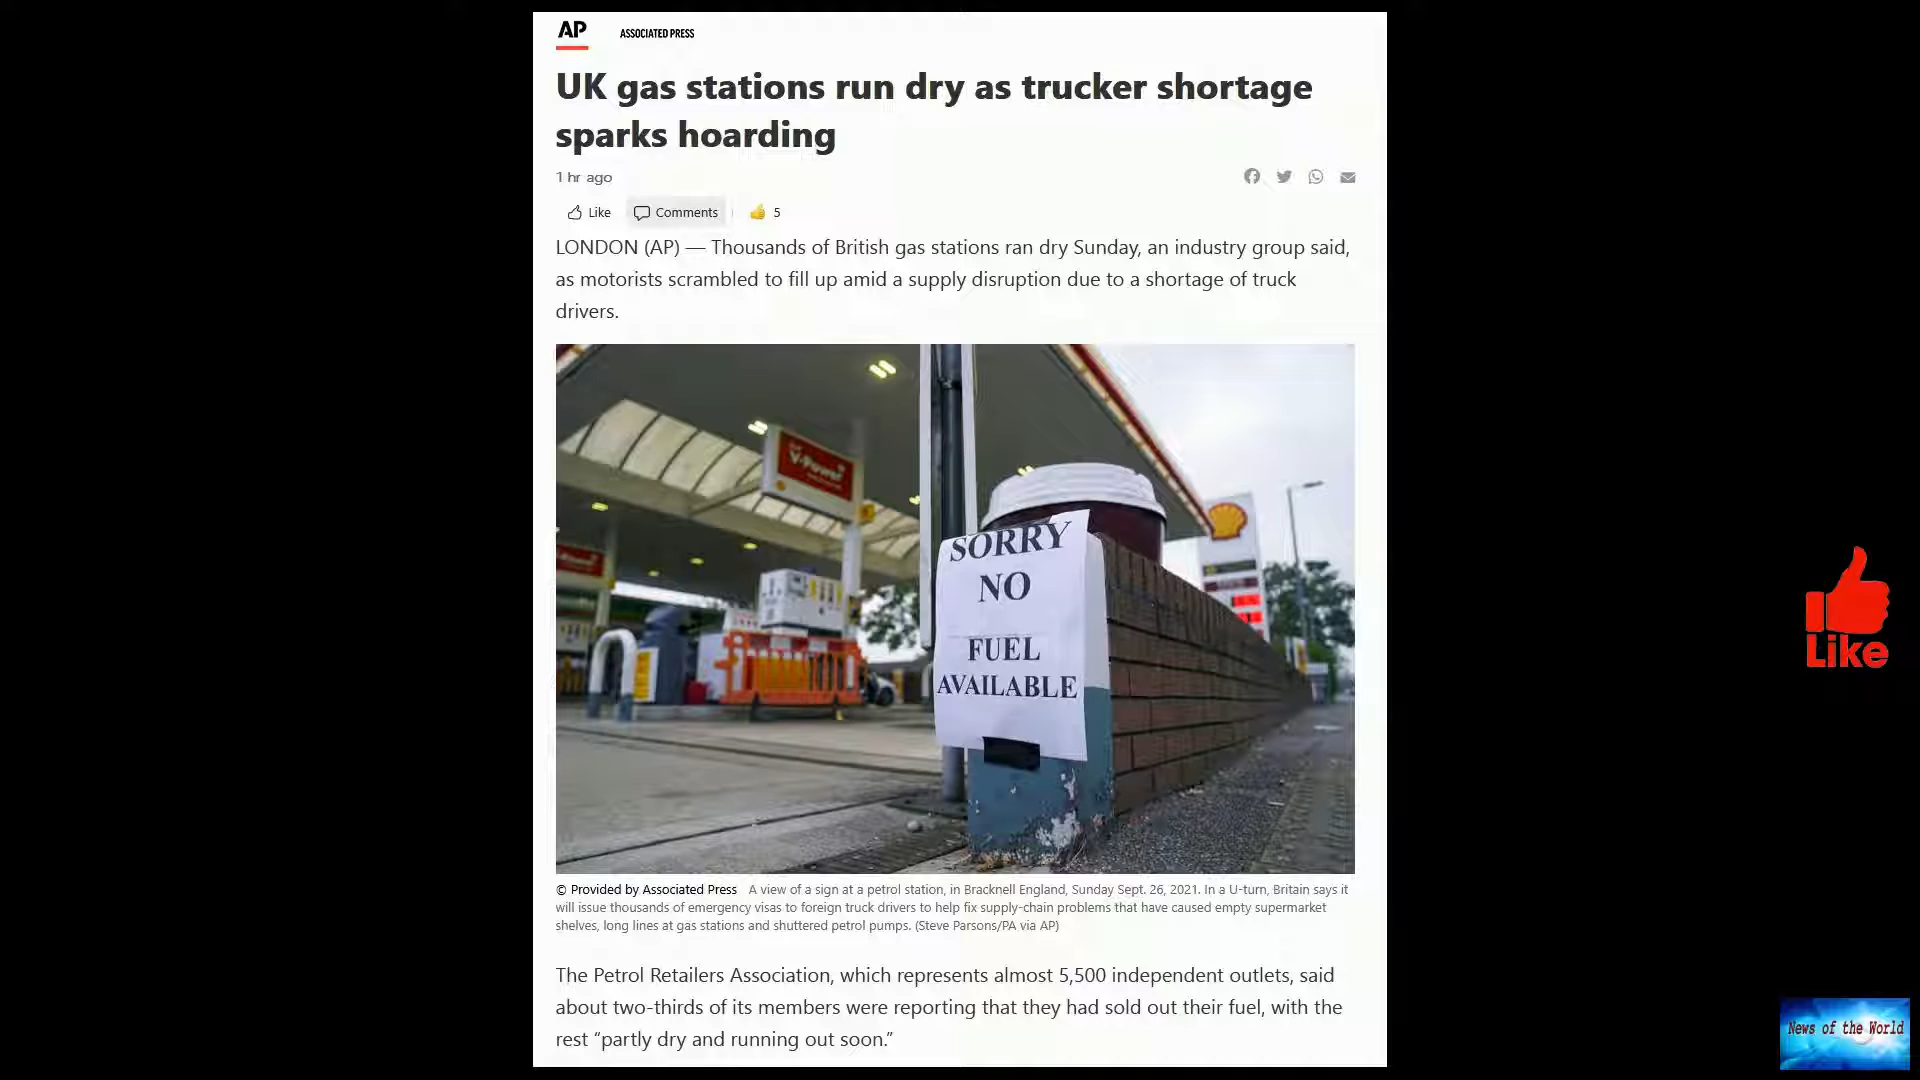 AP
ASSOCIATED PRESS
UK gas stations run dry as trucker shortage
sparks hoarding
1 hr ago
Like
Comments
5
LONDON (AP) — Thousands of British gas stations ran dry Sunday, an industry group said,
as motorists scrambled to fill up amid a supply disruption due to a shortage of truck
drivers.
V-Power
SORRY
NO
FUEL
AVAILABLE
© Provided by Associated Press A view of a sign at a petrol station, in Bracknell England, Sunday Sept. 26, 2021. In a U-turn, Britain says it
will issue thousands of emergency visas to foreign truck drivers to help fix supply-chain problems that have caused empty supermarket
shelves, long lines at gas stations and shuttered petrol pumps. (Steve Parsons/PA via AP)
The Petrol Retailers Association, which represents almost 5,500 independent outlets, said
about two-thirds of its members were reporting that they had sold out their fuel, with the
rest “partly dry and running out soon.”
Like
News of the World